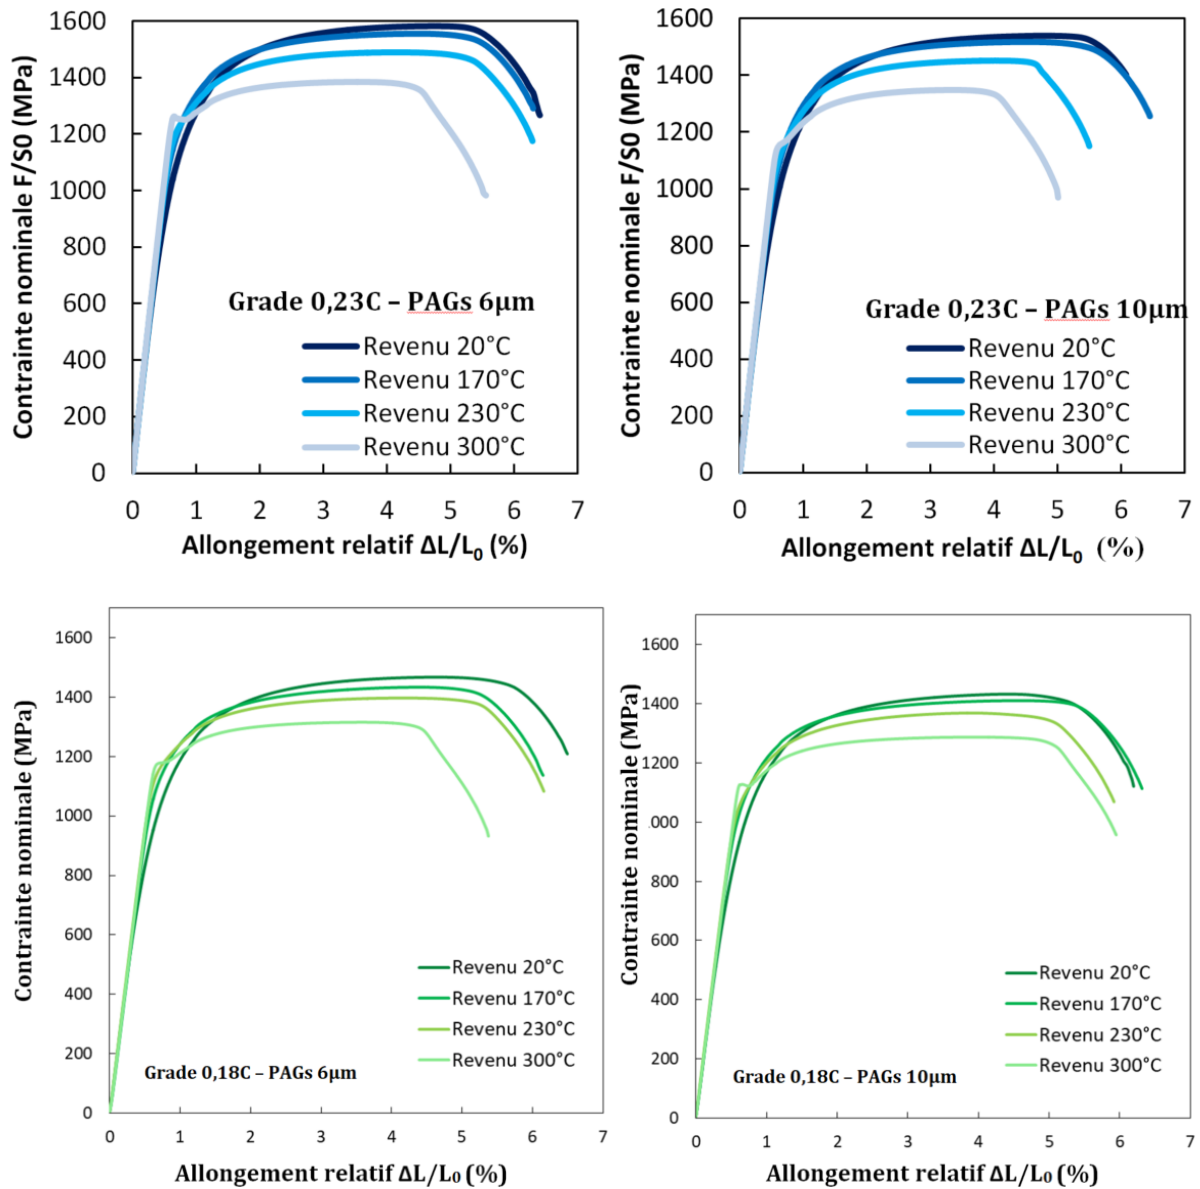 1600
1400
1200
1000
800
600
400
200
0
Contrainte nominale F/S0 (MPa)
Grade 0,23C – PAGs 6µm
Revenu 20°C
Revenu 170°C
Revenu 230°C
Revenu 300°C
0 1 2 3 4 5 6 7
Allongement relatif ΔL/L0 (%)
1600
1400
1200
1000
800
600
400
200
0
Contrainte nominale F/S0 (MPa)
Grade 0,23C – PAGs 10µm
Revenu 20°C
Revenu 170°C
Revenu 230°C
Revenu 300°C
0 1 2 3 4 5 6 7
Allongement relatif ΔL/L0 (%)
1600
1400
1200
1000
800
600
400
200
0
Contrainte nominale (MPa)
Revenu 20°C
Revenu 170°C
Revenu 230°C
Revenu 300°C
Grade 0,18C – PAGs 6µm
0 1 2 3 4 5 6 7
Allongement relatif ΔL/L0 (%)
1600
1400
1200
000
800
600
400
200
0
Contrainte nominale (MPa)
Revenu 20°C
Revenu 170°C
Revenu 230°C
Revenu 300°C
Grade 0,18C – PAGs 10µm
0 1 2 3 4 5 6 7
Allongement relatif ΔL/L0 (%)